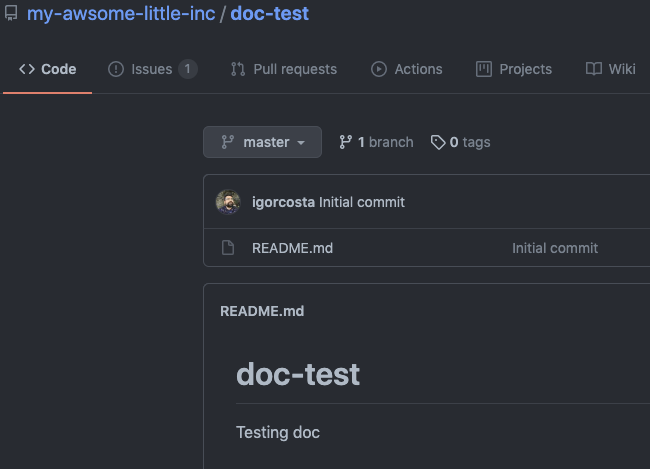 my-awsome-little-inc / doc-test
Code Issues 1 Pull requests Actions Projects Wiki
master 1 branch 0 tags
igorcosta Initial commit
README.md Initial commit
README.md
doc-test
Testing doc